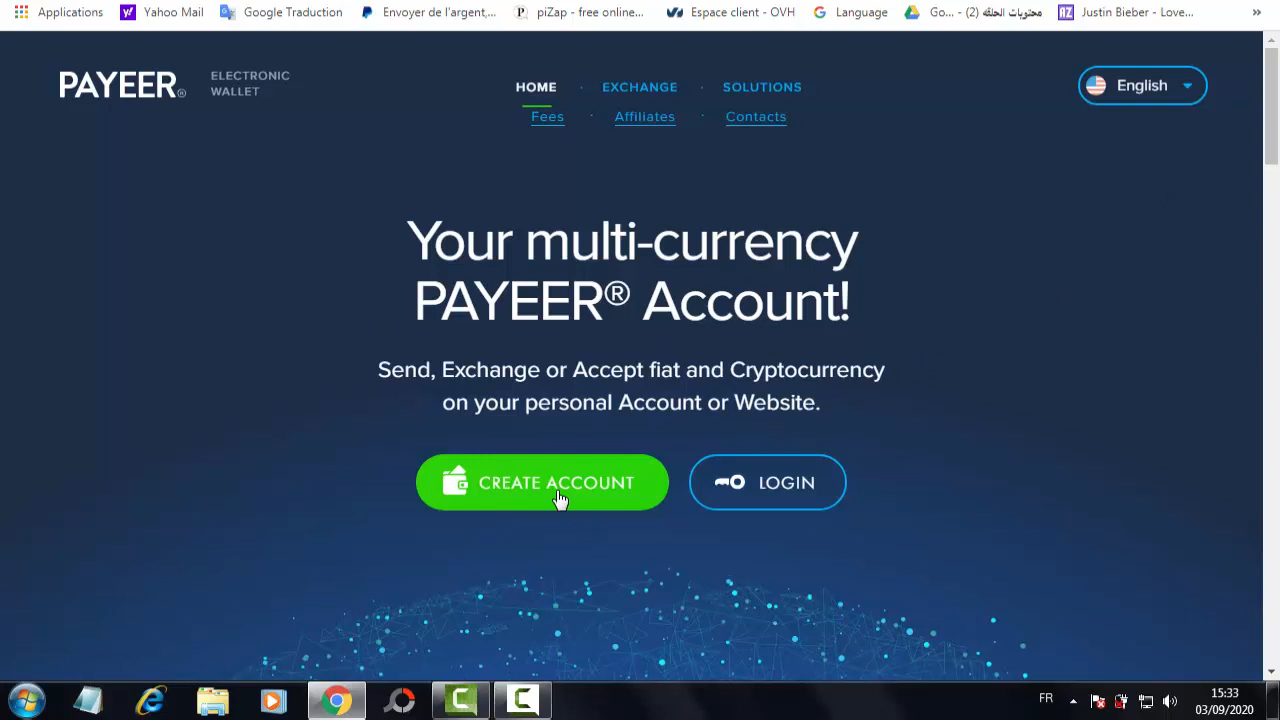 Applications
Yahoo Mail
Google Traduction
Envoyer de l'argent,...
piZap - free online...
Espace client - OVH
Language
Go... - (2) محتويات الحلقة
Justin Bieber - Love...
»
PAYEER®
ELECTRONIC
WALLET
HOME · EXCHANGE · SOLUTIONS
Fees · Affiliates · Contacts
English
Your multi-currency
PAYEER® Account!
Send, Exchange or Accept fiat and Cryptocurrency
on your personal Account or Website.
CREATE ACCOUNT
LOGIN
FR
15:33
03/09/2020